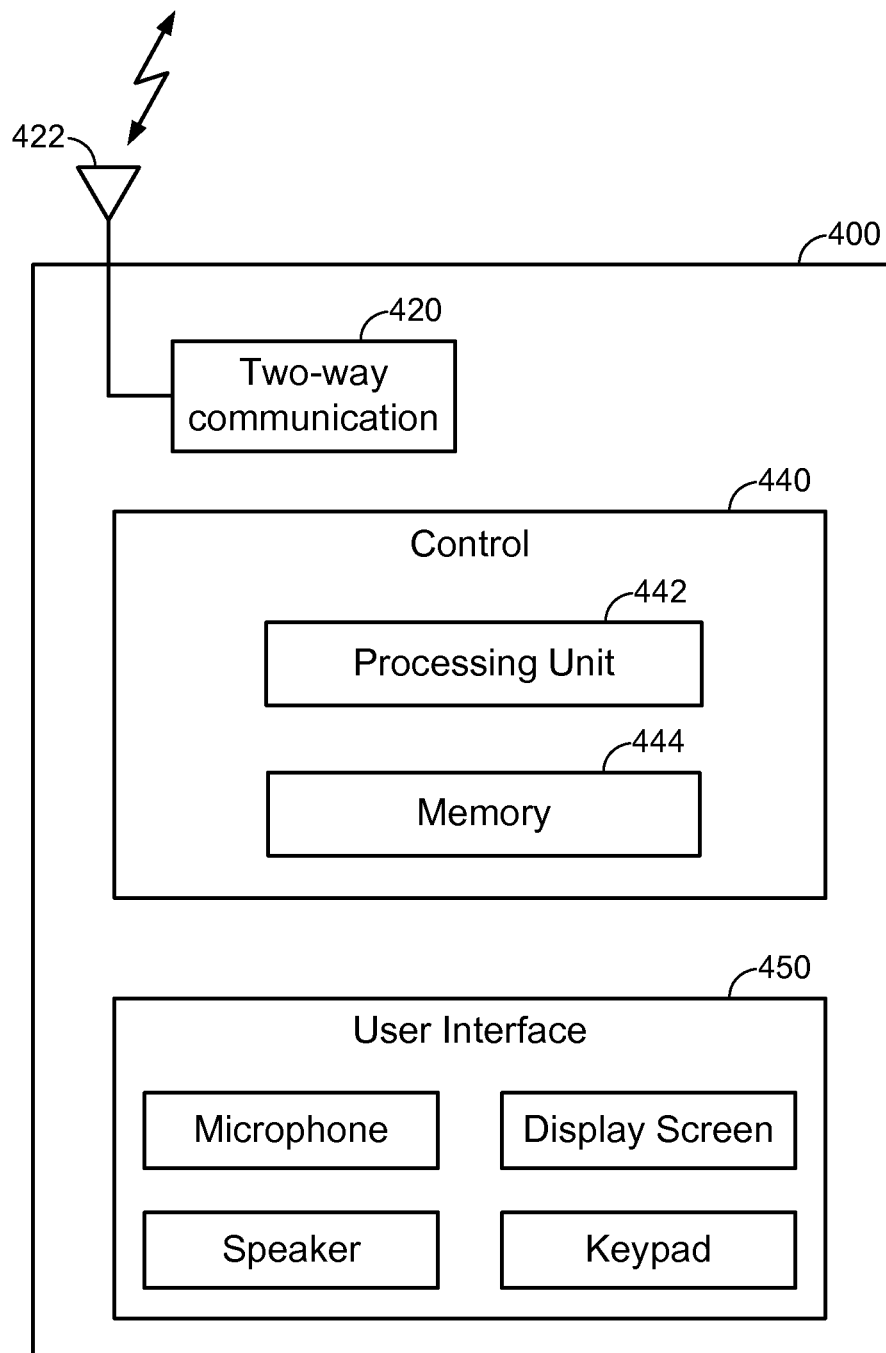 422
400
420
Two-way
communication
440
Control
442
Processing Unit
444
Memory
450
User Interface
Microphone
Display Screen
Speaker
Keypad